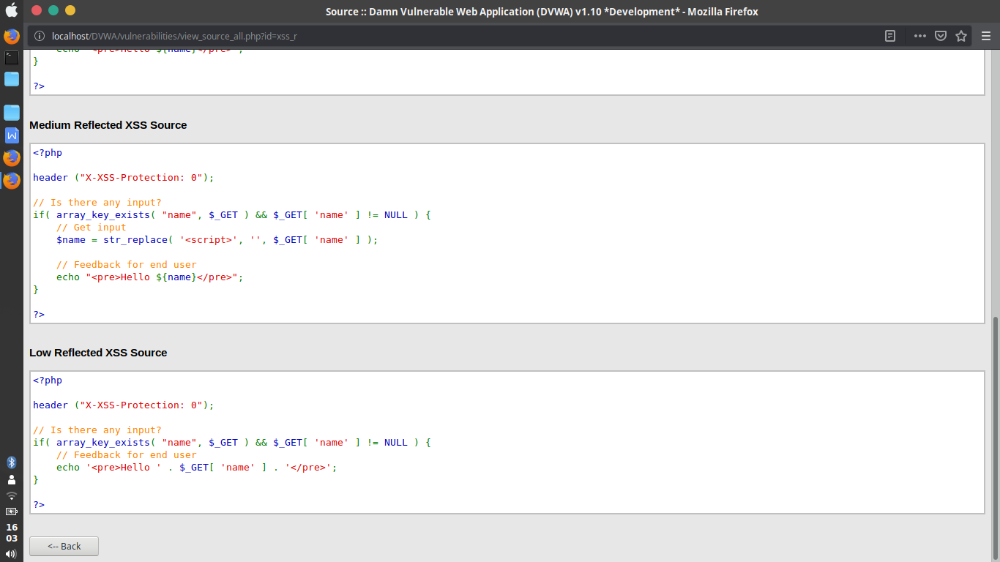 Source :: Damn Vulnerable Web Application (DVWA) v1.10 *Development* - Mozilla Firefox
localhost/DVWA/vulnerabilities/view_source_all.php?id=xss_r
echo "<pre>Hello ${name}</pre>";
}
?>
Medium Reflected XSS Source
<?php
header ("X-XSS-Protection: 0");
// Is there any input?
if( array_key_exists( "name", $_GET ) && $_GET[ 'name' ] != NULL ) {
    // Get input
    $name = str_replace( '<script>', '', $_GET[ 'name' ] );
    // Feedback for end user
    echo "<pre>Hello ${name}</pre>";
}
?>
Low Reflected XSS Source
<?php
header ("X-XSS-Protection: 0");
// Is there any input?
if( array_key_exists( "name", $_GET ) && $_GET[ 'name' ] != NULL ) {
    // Feedback for end user
    echo '<pre>Hello ' . $_GET[ 'name' ] . '</pre>';
}
?>
<-- Back
16
03